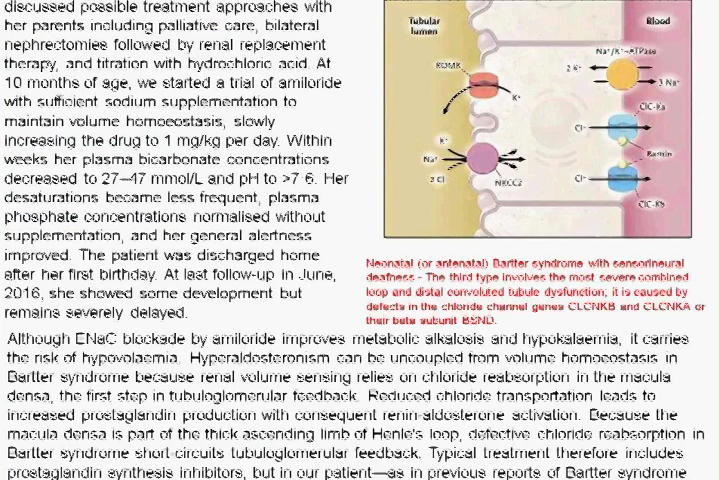 discussed possible treatment approaches with
her parents including palliative care, bilateral
nephrectomies followed by renal replacement
therapy, and titration with hydrochloric acid. At
10 months of age, we started a trial of amiloride
with sufficient sodium supplementation to
maintain volume homoeostasis, slowly
increasing the drug to 1 mg/kg per day. Within
weeks her plasma bicarbonate concentrations
decreased to 27–47 mmol/L and pH to >7·6. Her
desaturations became less frequent, plasma
phosphate concentrations normalised without
supplementation, and her general alertness
improved. The patient was discharged home
after her first birthday. At last follow-up in June,
2016, she showed some development but
remains severely delayed.
Tubular
lumen
Blood
Na⁺/K⁺-ATPase
2 K⁺
3 Na⁺
ROMK
K⁺
ClC-Ka
Cl⁻
Barttin
K⁺
Na⁺
2 Cl⁻
NKCC2
Cl⁻
ClC-Kb
Neonatal (or antenatal) Bartter syndrome with sensorineural
deafness - The third type involves the most severe combined
loop and distal convoluted tubule dysfunction; it is caused by
defects in the chloride channel genes CLCNKB and CLCNKA or
their beta subunit BSND.
Although ENaC blockade by amiloride improves metabolic alkalosis and hypokalaemia, it carries
the risk of hypovolaemia. Hyperaldosteronism can be uncoupled from volume homoeostasis in
Bartter syndrome because renal volume sensing relies on chloride reabsorption in the macula
densa, the first step in tubuloglomerular feedback. Reduced chloride transportation leads to
increased prostaglandin production with consequent renin-aldosterone activation. Because the
macula densa is part of the thick ascending limb of Henle's loop, defective chloride reabsorption in
Bartter syndrome short-circuits tubuloglomerular feedback. Typical treatment therefore includes
prostaglandin synthesis inhibitors, but in our patient—as in previous reports of Bartter syndrome